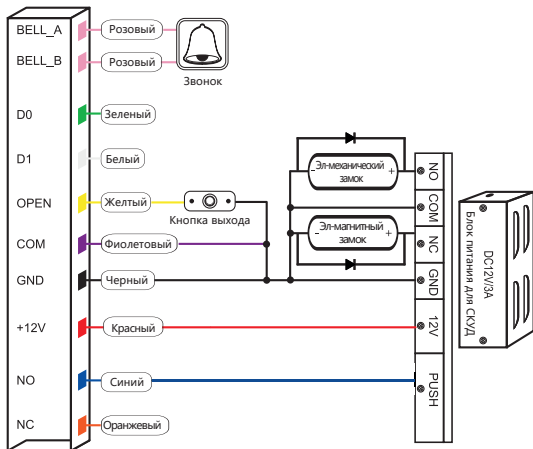 BELL_A
Розовый
BELL_B
Розовый
Звонок
D0
Зеленый
D1
Белый
OPEN
Желтый
Кнопка выхода
COM
Фиолетовый
GND
Черный
+12V
Красный
NO
Синий
NC
Оранжевый
- Эл-механический +
замок
- Эл-магнитный +
замок
NO
COM
NC
GND
12V
PUSH
DC12V/3A
Блок питания для СКУД